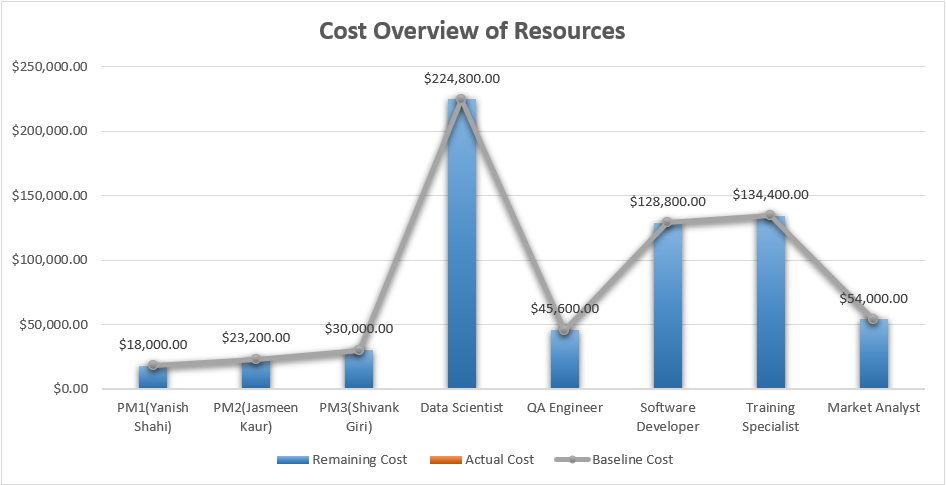 Cost Overview of Resources
$250,000.00
$200,000.00
$150,000.00
$100,000.00
$50,000.00
$0.00
$18,000.00
$23,200.00
$30,000.00
$224,800.00
$45,600.00
$128,800.00
$134,400.00
$54,000.00
PM1(Yanish
Shahi)
PM2(Jasmeen
Kaur)
PM3(Shivank
Giri)
Data Scientist
QA Engineer
Software
Developer
Training
Specialist
Market Analyst
Remaining Cost
Actual Cost
Baseline Cost